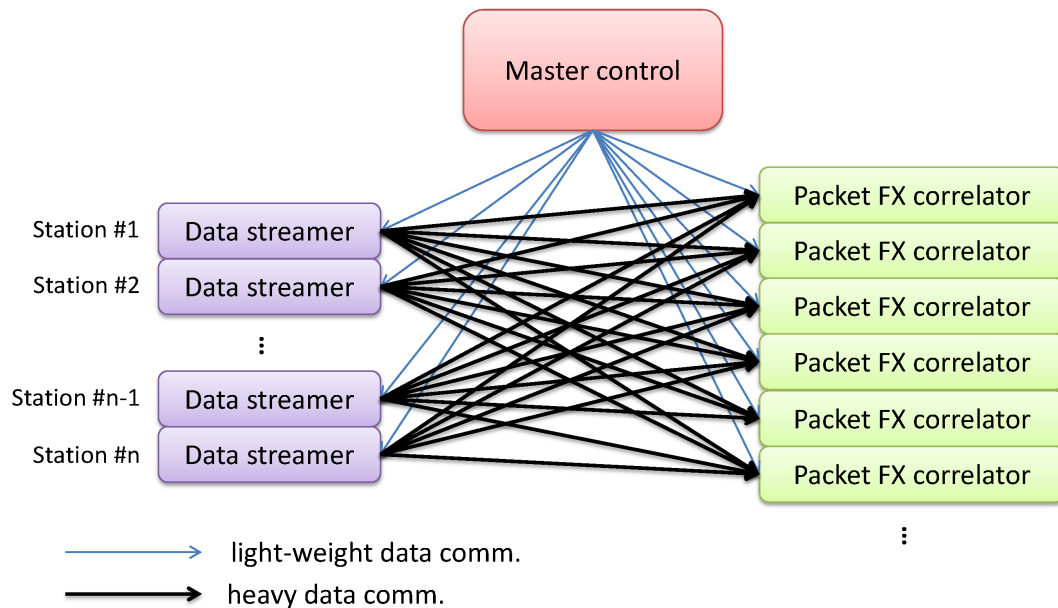 Master control
Packet FX correlator
Station #1 Data streamer
Packet FX correlator
Station #2 Data streamer
Packet FX correlator
⋮
Packet FX correlator
Station #n-1 Data streamer
Packet FX correlator
Station #n Data streamer
Packet FX correlator
⋮
light-weight data comm.
heavy data comm.